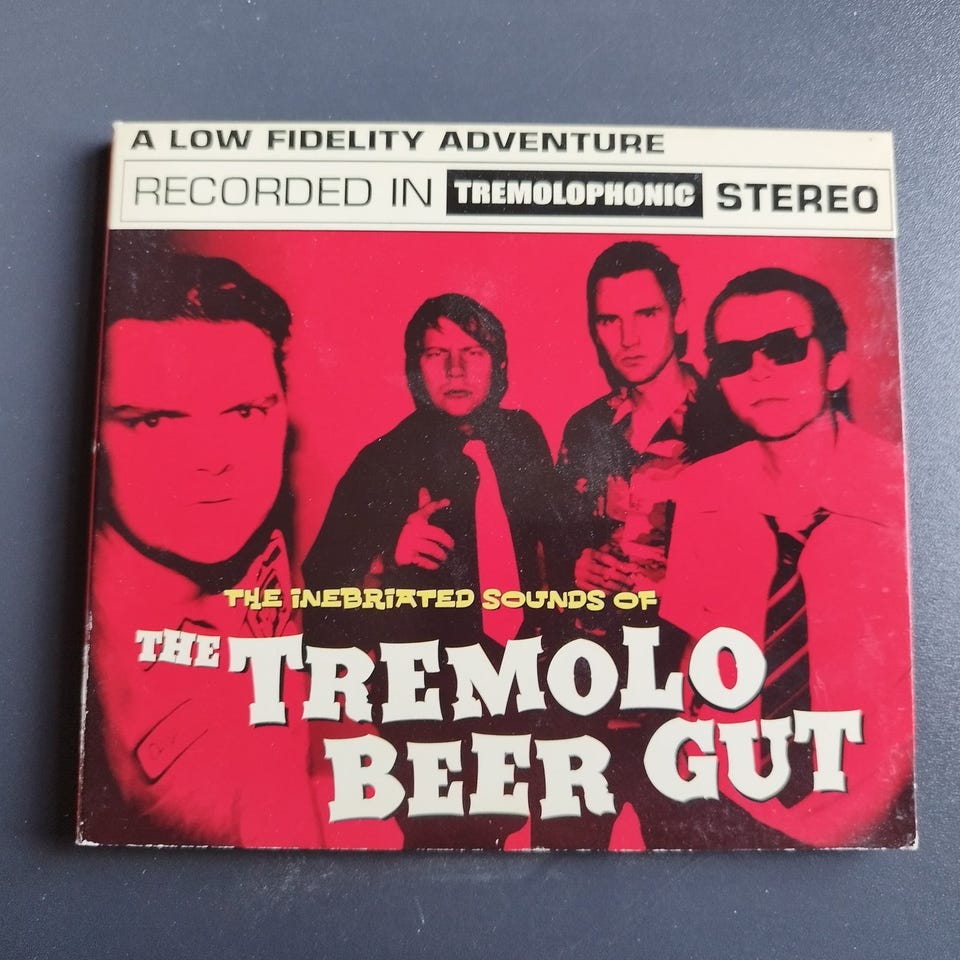 A LOW FIDELITY ADVENTURE
RECORDED IN TREMOLOPHONIC STEREO
THE INEBRIATED SOUNDS OF
THE TREMOLO
BEER GUT